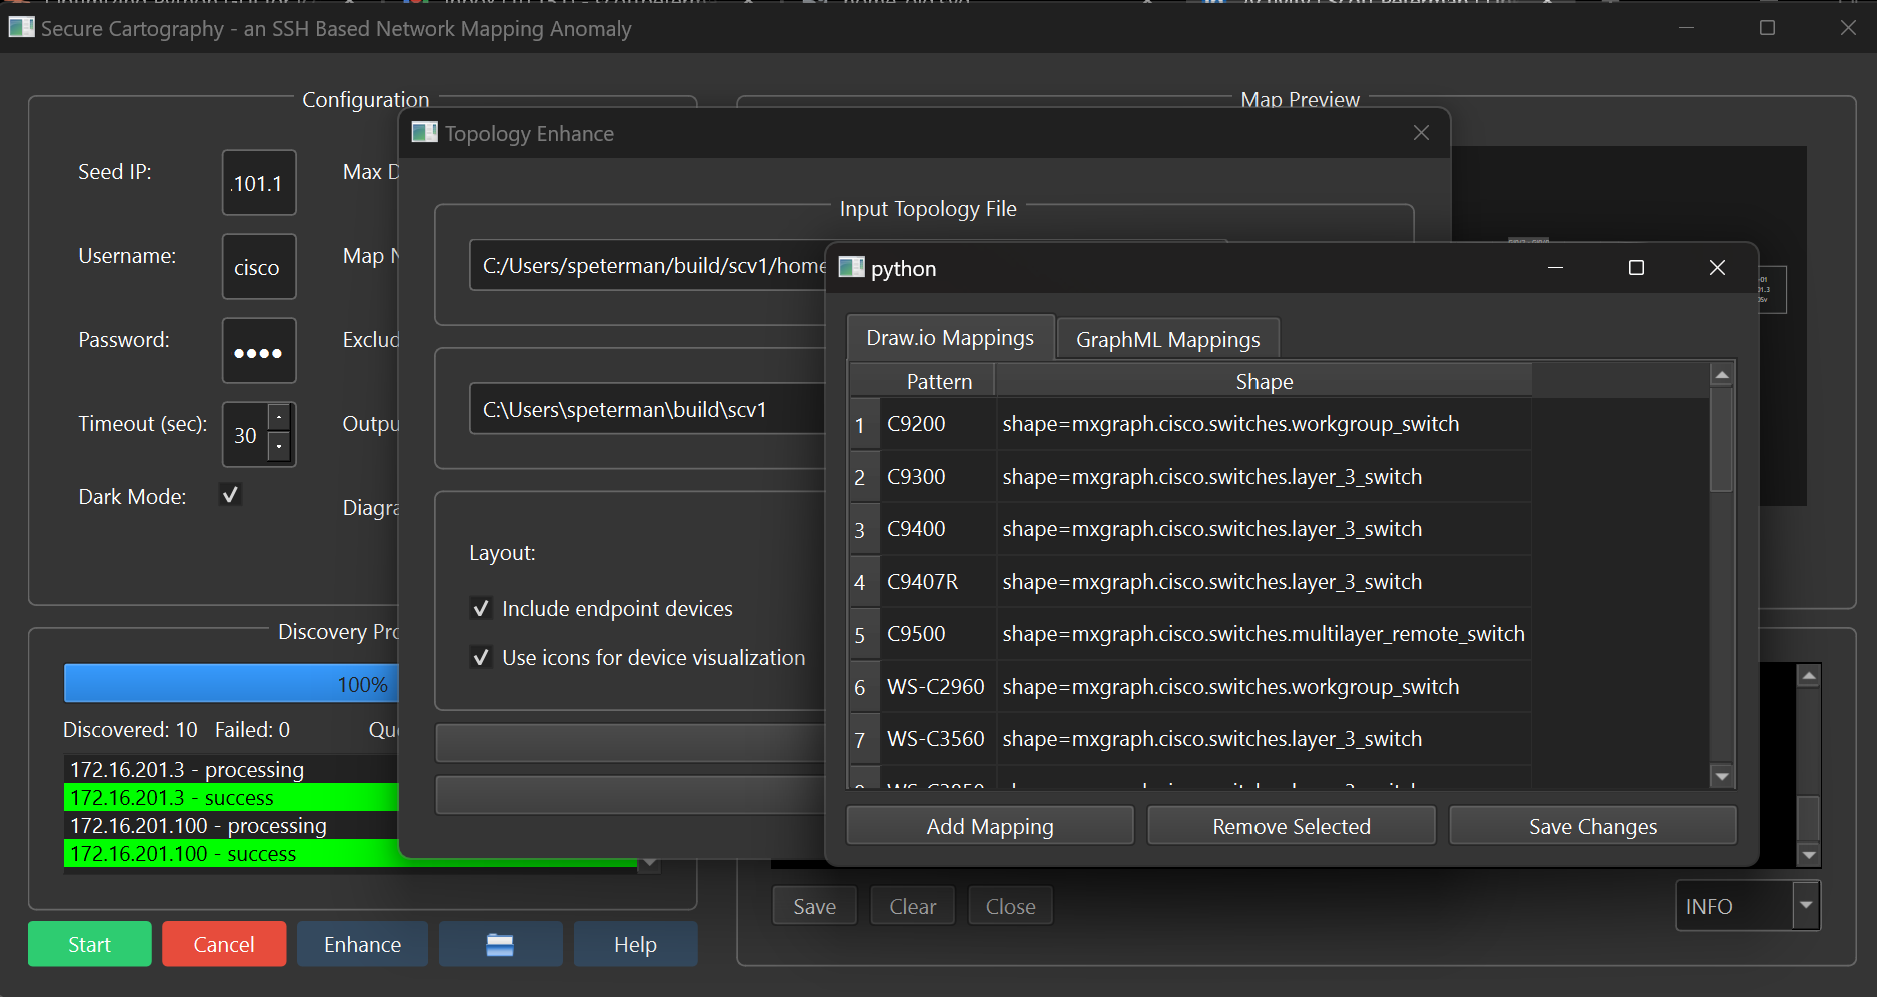 Secure Cartography - an SSH Based Network Mapping Anomaly
Configuration
Map Preview
Seed IP:
.101.1
Max D
Username:
cisco
Map N
Password:
●●●●
Exclud
Timeout (sec):
30
Outpu
Dark Mode:
Diagra
Topology Enhance
Input Topology File
C:/Users/speterman/build/scv1/home
C:\Users\speterman\build\scv1
Layout:
Include endpoint devices
Use icons for device visualization
python
Draw.io Mappings
GraphML Mappings
Pattern Shape
1 C9200 shape=mxgraph.cisco.switches.workgroup_switch
2 C9300 shape=mxgraph.cisco.switches.layer_3_switch
3 C9400 shape=mxgraph.cisco.switches.layer_3_switch
4 C9407R shape=mxgraph.cisco.switches.layer_3_switch
5 C9500 shape=mxgraph.cisco.switches.multilayer_remote_switch
6 WS-C2960 shape=mxgraph.cisco.switches.workgroup_switch
7 WS-C3560 shape=mxgraph.cisco.switches.layer_3_switch
Add Mapping
Remove Selected
Save Changes
Discovery Pro
100%
Discovered: 10 Failed: 0 Que
172.16.201.3 - processing
172.16.201.3 - success
172.16.201.100 - processing
172.16.201.100 - success
Save
Clear
Close
INFO
Start
Cancel
Enhance
Help